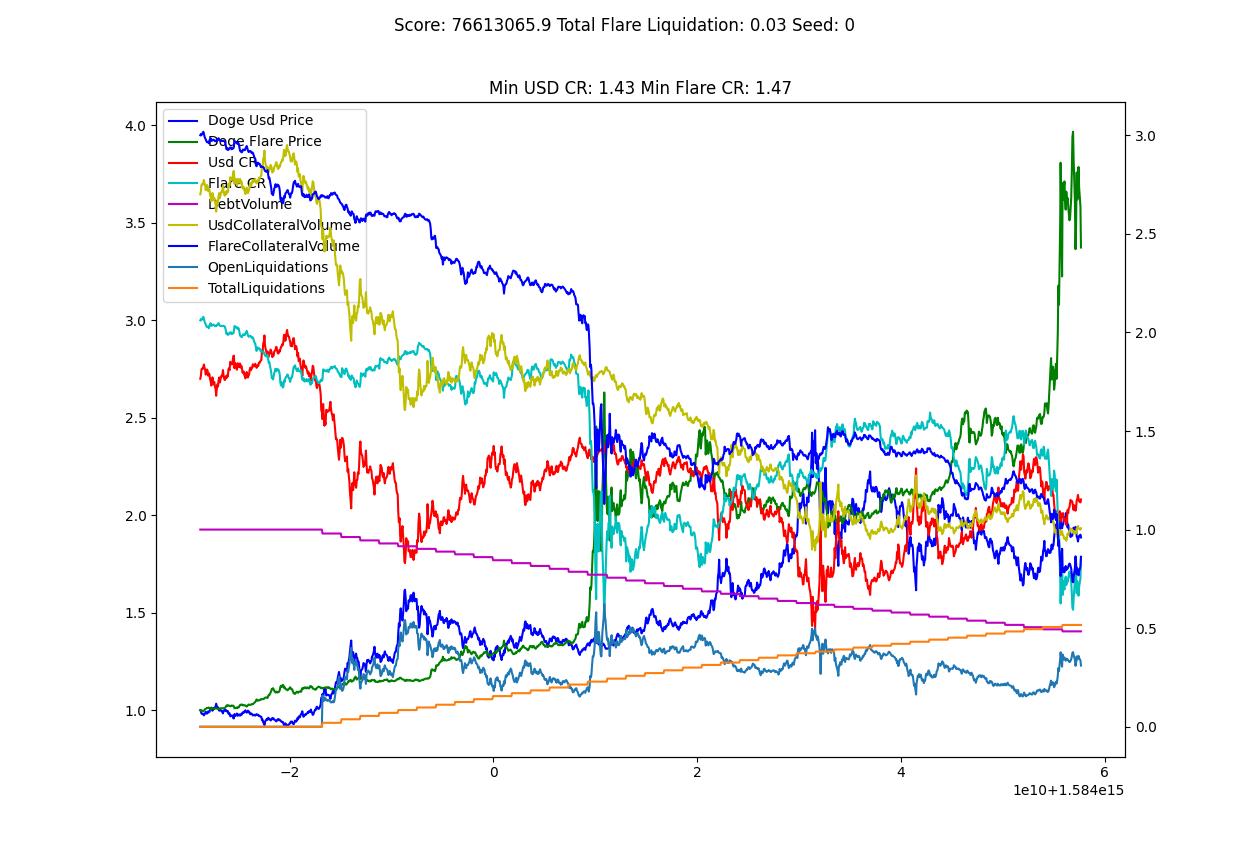 Score: 76613065.9 Total Flare Liquidation: 0.03 Seed: 0
Min USD CR: 1.43 Min Flare CR: 1.47
Doge Usd Price
Doge Flare Price
Usd CR
Flare CR
DebtVolume
UsdCollateralVolume
FlareCollateralVolume
OpenLiquidations
TotalLiquidations
4.0
3.5
3.0
2.5
2.0
1.5
1.0
3.0
2.5
2.0
1.5
1.0
0.5
0.0
−2 0 2 4 6
1e10+1.584e15